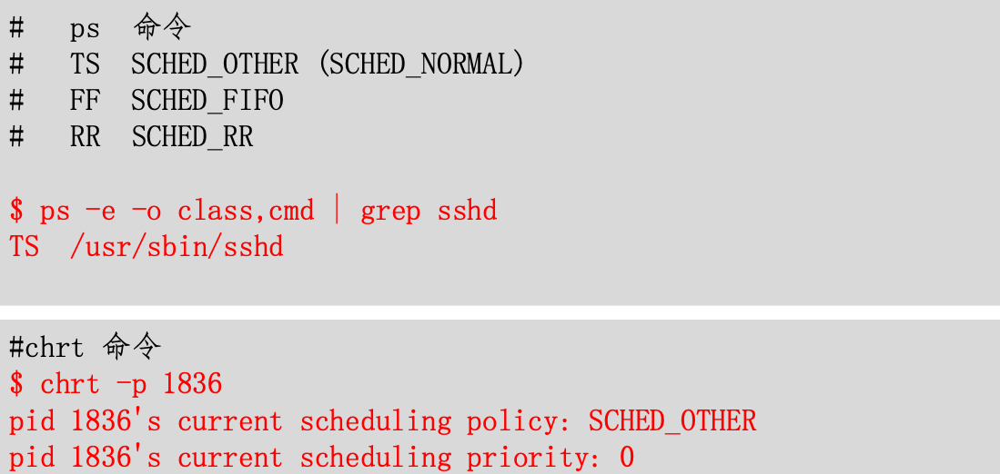 #   ps  命令
#   TS  SCHED_OTHER (SCHED_NORMAL)
#   FF  SCHED_FIFO
#   RR  SCHED_RR
$ ps -e -o class,cmd | grep sshd
TS  /usr/sbin/sshd
#chrt 命令
$ chrt -p 1836
pid 1836's current scheduling policy: SCHED_OTHER
pid 1836's current scheduling priority: 0